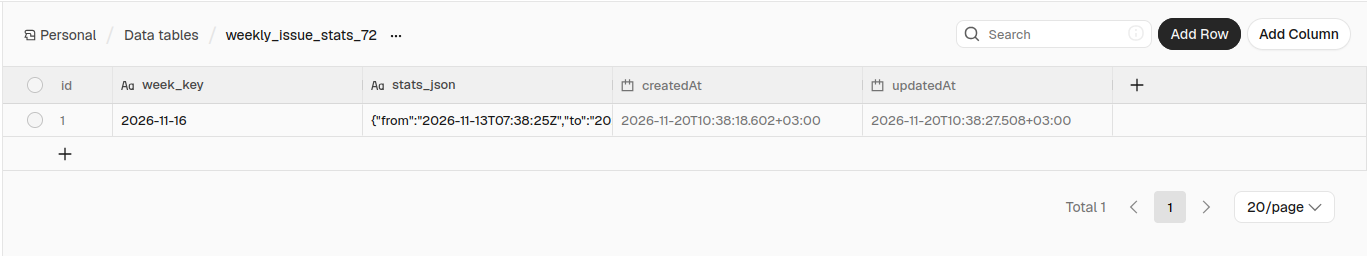 Personal / Data tables / weekly_issue_stats_72 ...
Search
Add Row
Add Column
id Aa week_key Aa stats_json createdAt updatedAt +
1 2026-11-16 {"from":"2026-11-13T07:38:25Z","to":"20 2026-11-20T10:38:18.602+03:00 2026-11-20T10:38:27.508+03:00
+
Total 1 < 1 > 20/page